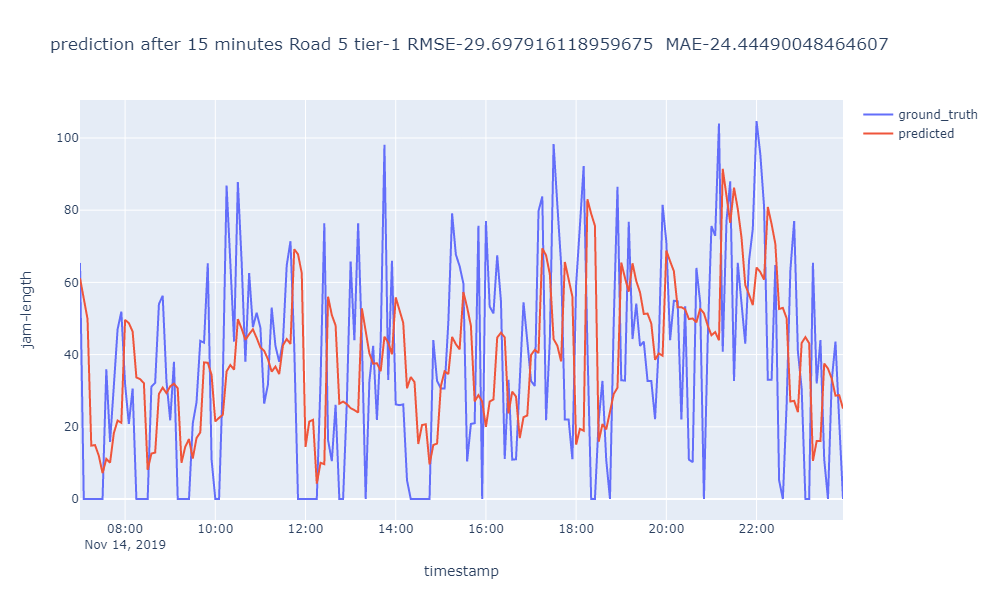 prediction after 15 minutes Road 5 tier-1 RMSE-29.697916118959675  MAE-24.44490048464607
ground_truth
predicted
100
80
60
40
20
0
jam-length
08:00 10:00 12:00 14:00 16:00 18:00 20:00 22:00
Nov 14, 2019
timestamp